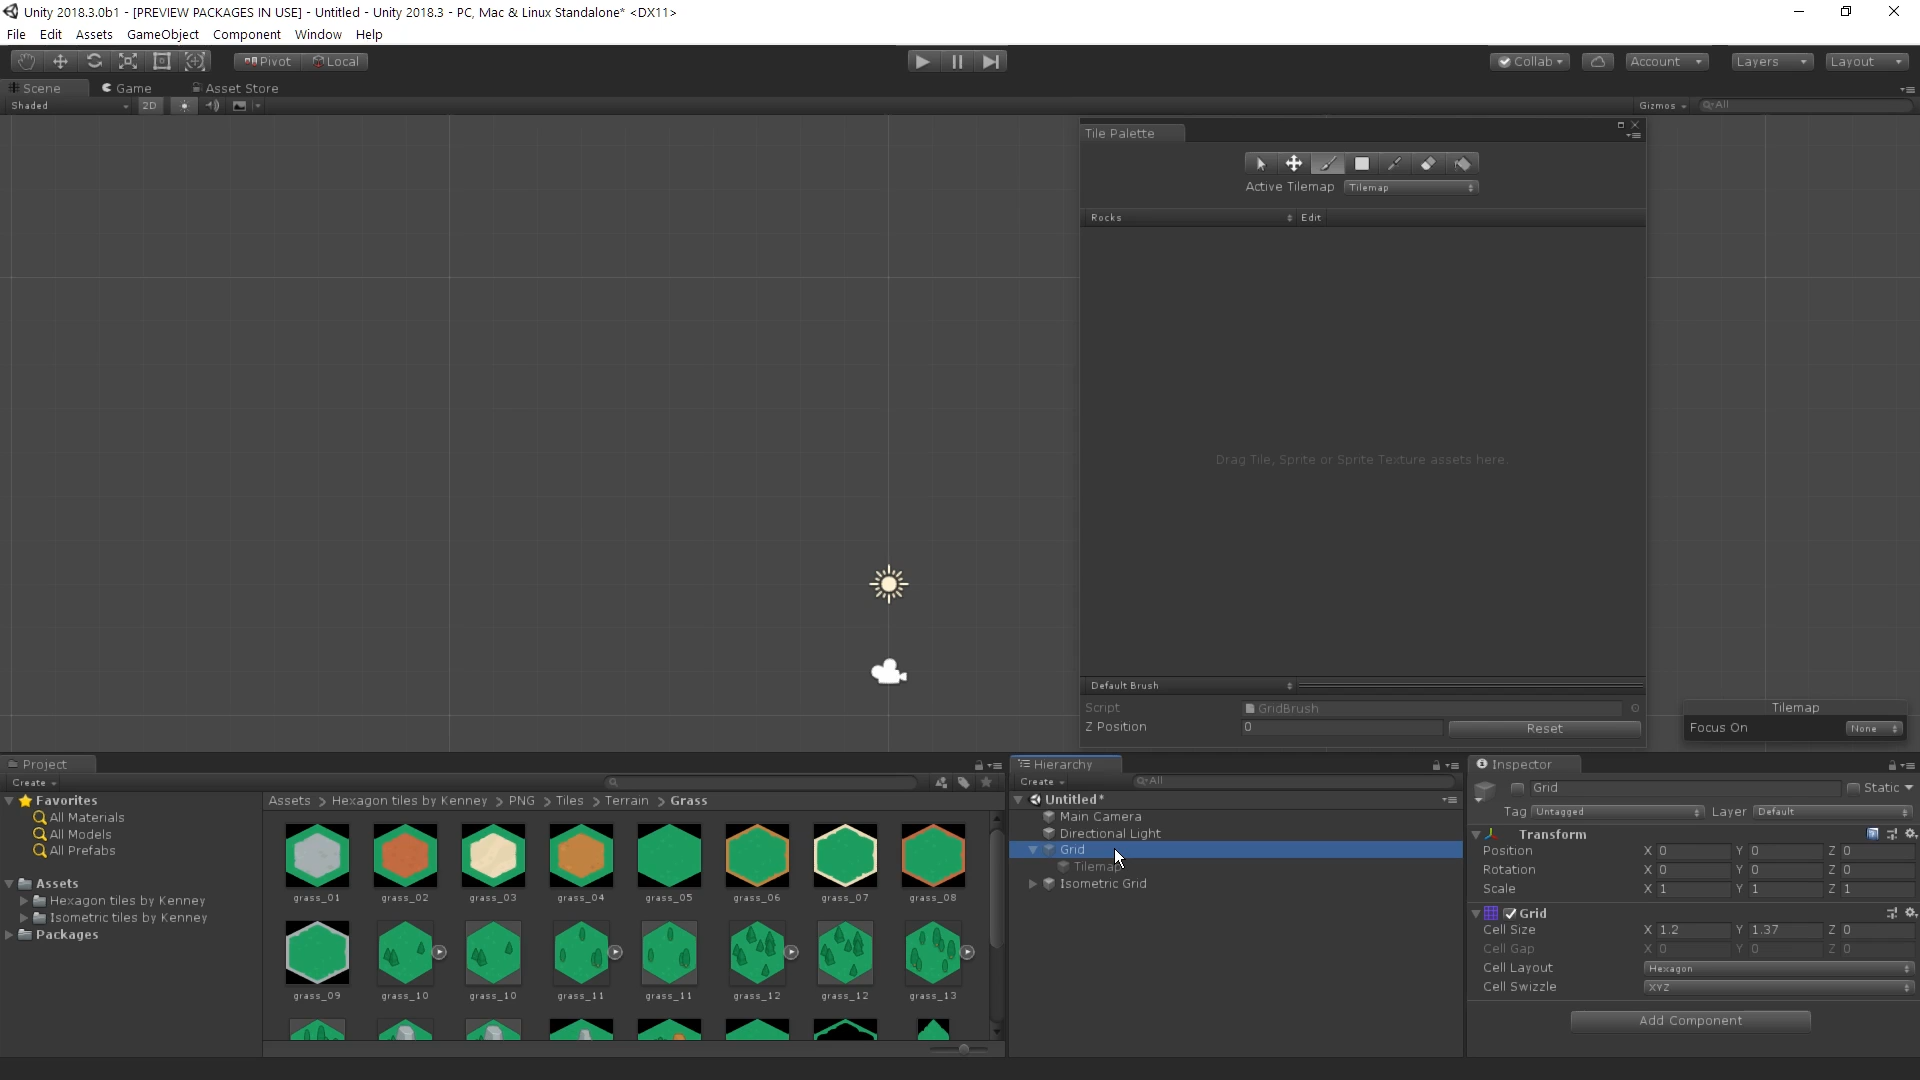 Unity 2018.3.0b1 - [PREVIEW PACKAGES IN USE] - Untitled - Unity 2018.3 - PC, Mac & Linux Standalone* <DX11>
File Edit Assets GameObject Component Window Help
Pivot Local Collab Account Layers Layout
Scene Game Asset Store
Shaded 2D Gizmos All
Tile Palette
Active Tilemap Tilemap
Rocks Edit
Drag Tile, Sprite or Sprite Texture assets here.
Default Brush
Script GridBrush
Z Position 0 Reset
Tilemap
Focus On None
Project
Create
Favorites
All Materials
All Models
All Prefabs
Assets
Hexagon tiles by Kenney
Isometric tiles by Kenney
Packages
Assets > Hexagon tiles by Kenney > PNG > Tiles > Terrain > Grass
grass_01 grass_02 grass_03 grass_04 grass_05 grass_06 grass_07 grass_08
grass_09 grass_10 grass_10 grass_11 grass_11 grass_12 grass_12 grass_13
Hierarchy
Create All
Untitled*
Main Camera
Directional Light
Grid
Tilemap
Isometric Grid
Inspector
Grid Static
Tag Untagged Layer Default
Transform
Position X 0 Y 0 Z 0
Rotation X 0 Y 0 Z 0
Scale X 1 Y 1 Z 1
Grid
Cell Size X 1.2 Y 1.37 Z 0
Cell Gap X 0 Y 0 Z 0
Cell Layout Hexagon
Cell Swizzle XYZ
Add Component